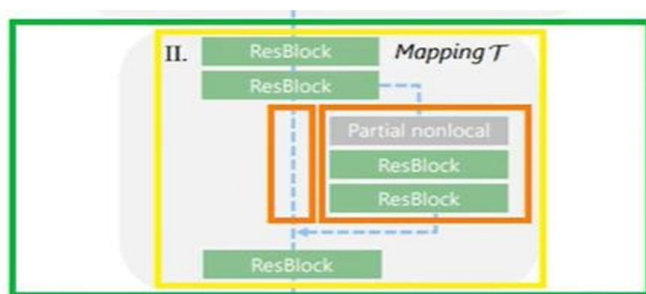 II. ResBlock Mapping T
ResBlock
Partial nonlocal
ResBlock
ResBlock
ResBlock